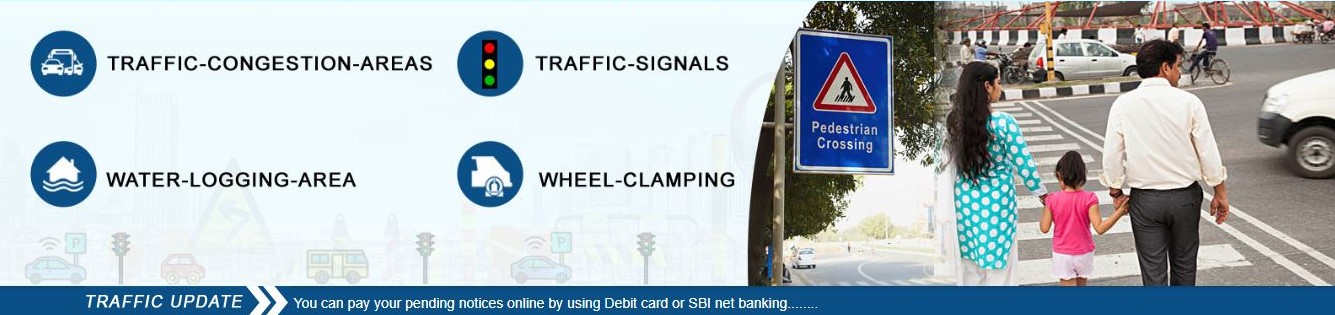 TRAFFIC-CONGESTION-AREAS
TRAFFIC-SIGNALS
WATER-LOGGING-AREA
WHEEL-CLAMPING
Pedestrian
Crossing
P
P
TRAFFIC UPDATE
You can pay your pending notices online by using Debit card or SBI net banking........